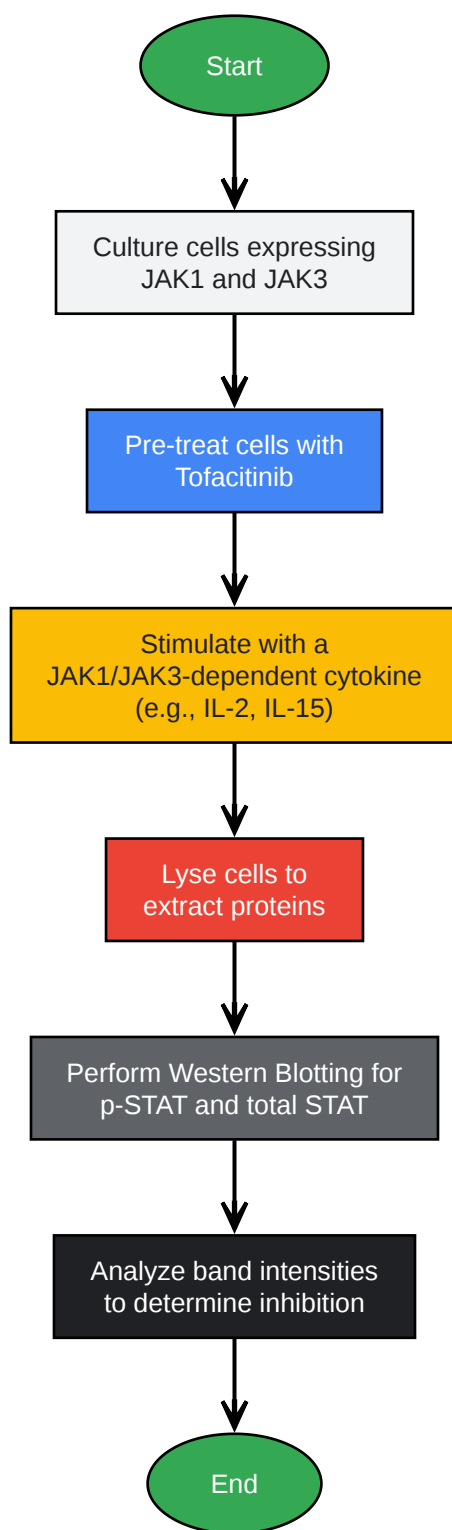 Start
Culture cells expressing
JAK1 and JAK3
Pre-treat cells with
Tofacitinib
Stimulate with a
JAK1/JAK3-dependent cytokine
(e.g., IL-2, IL-15)
Lyse cells to
extract proteins
Perform Western Blotting for
p-STAT and total STAT
Analyze band intensities
to determine inhibition
End